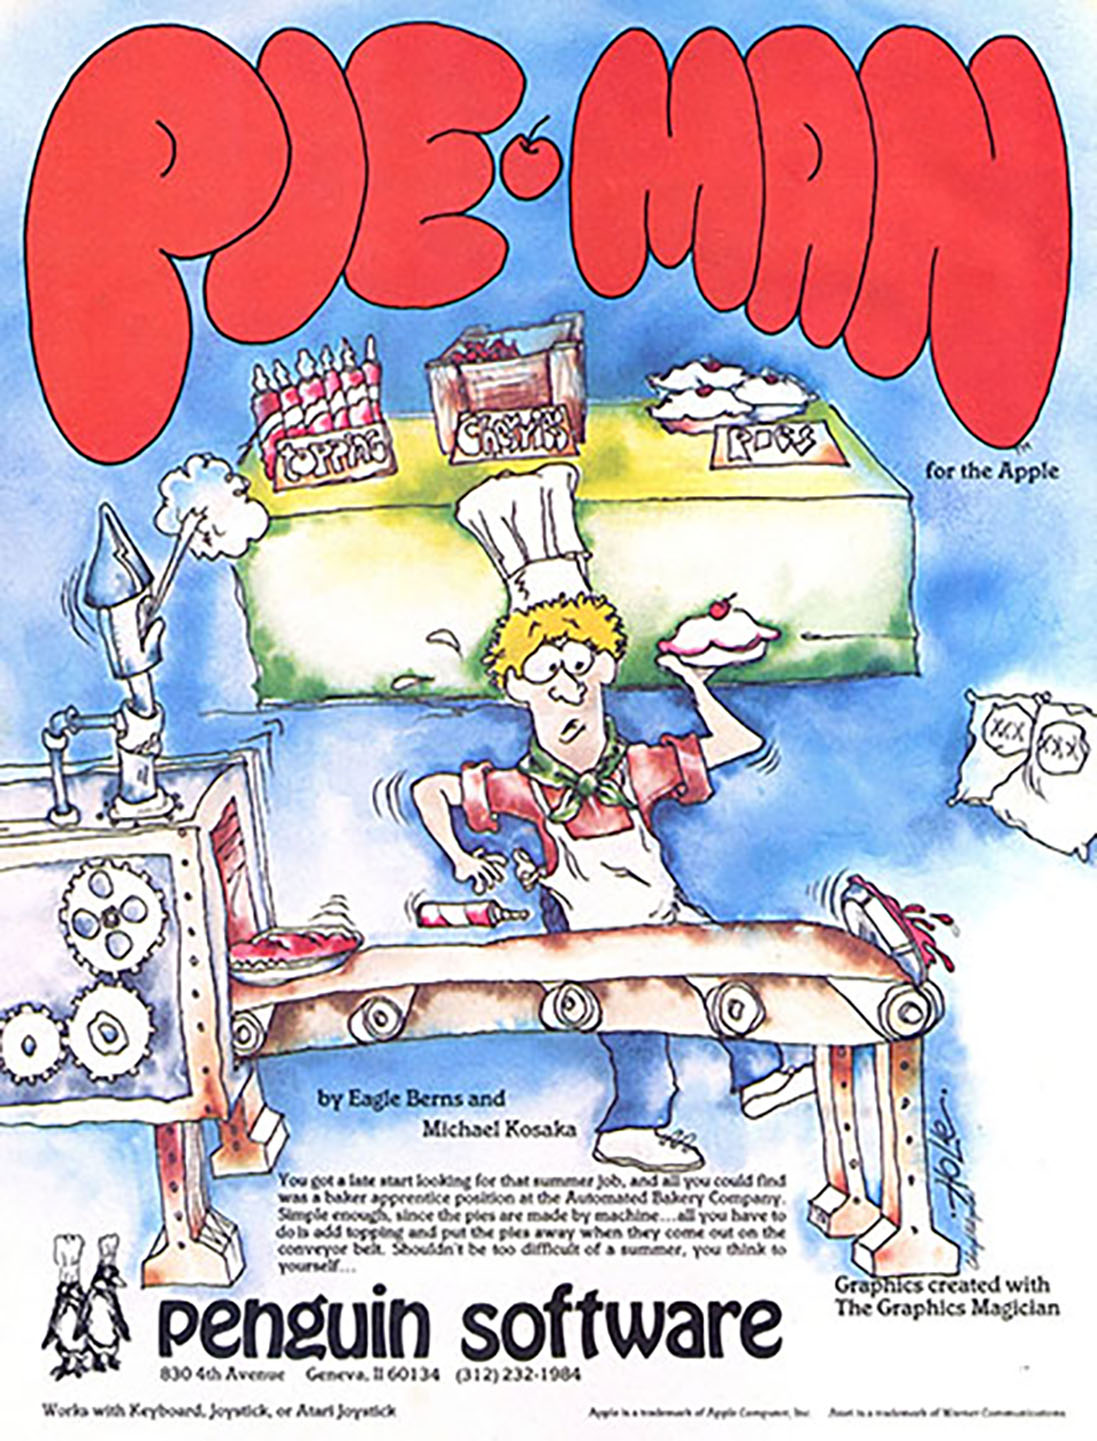 PIE•MAN
TM
for the Apple
TOPPING
CHERRYS
PIES
XXX
XXX
by Eagle Berns and
Michael Kosaka
You got a late start looking for that summer job, and all you could find
was a baker apprentice position at the Automated Bakery Company.
Simple enough, since the pies are made by machine...all you have to
do is add topping and put the pies away when they come out on the
conveyor belt. Shouldn't be too difficult of a summer, you think to
yourself...
Graphics created with
The Graphics Magician
penguin software
830 4th Avenue Geneva, Il 60134 (312) 232-1984
Works with Keyboard, Joystick, or Atari Joystick
Apple is a trademark of Apple Computer, Inc. Atari is a trademark of Warner Communications